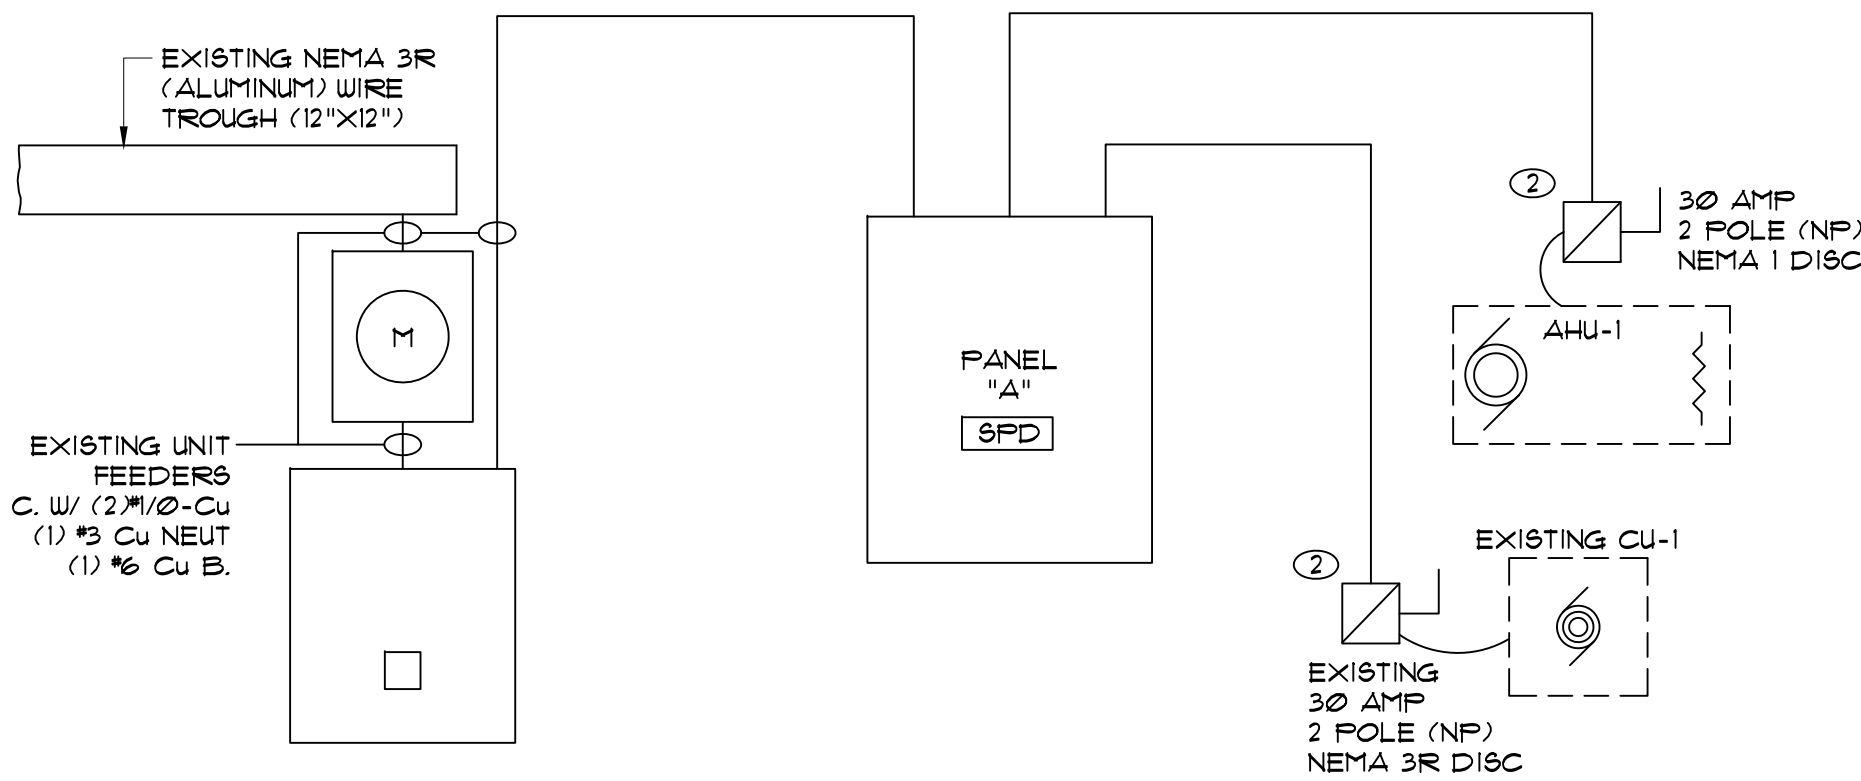 EXISTING NEMA 3R
(ALUMINUM) WIRE
TROUGH (12"X12")
M
EXISTING UNIT
FEEDERS
C. W/ (2)#1/0-Cu
(1) #3 Cu NEUT
(1) #6 Cu B.
PANEL
"A"
SPD
2
30 AMP
2 POLE (NP)
NEMA 1 DISC
AHU-1
EXISTING CU-1
2
EXISTING
30 AMP
2 POLE (NP)
NEMA 3R DISC